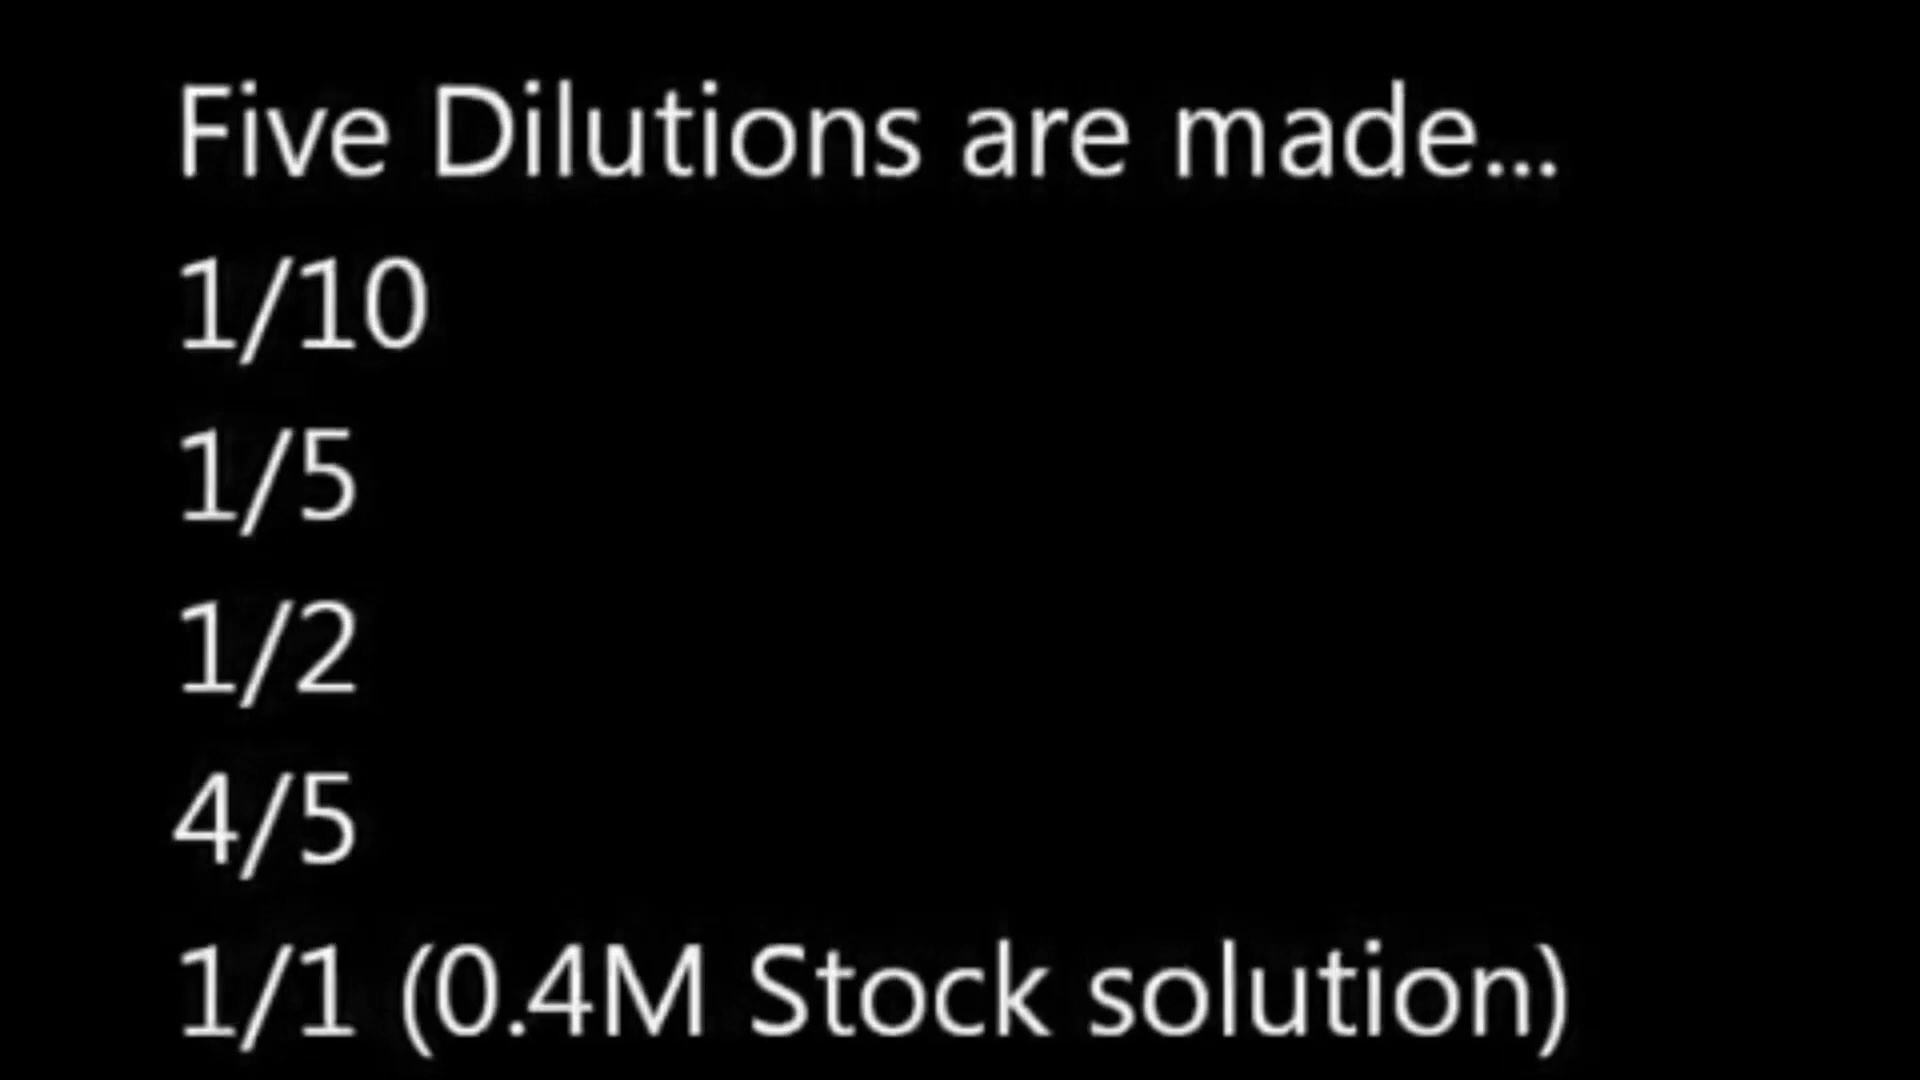 Five Dilutions are made...
1/10
1/5
1/2
4/5
1/1 (0.4M Stock solution)